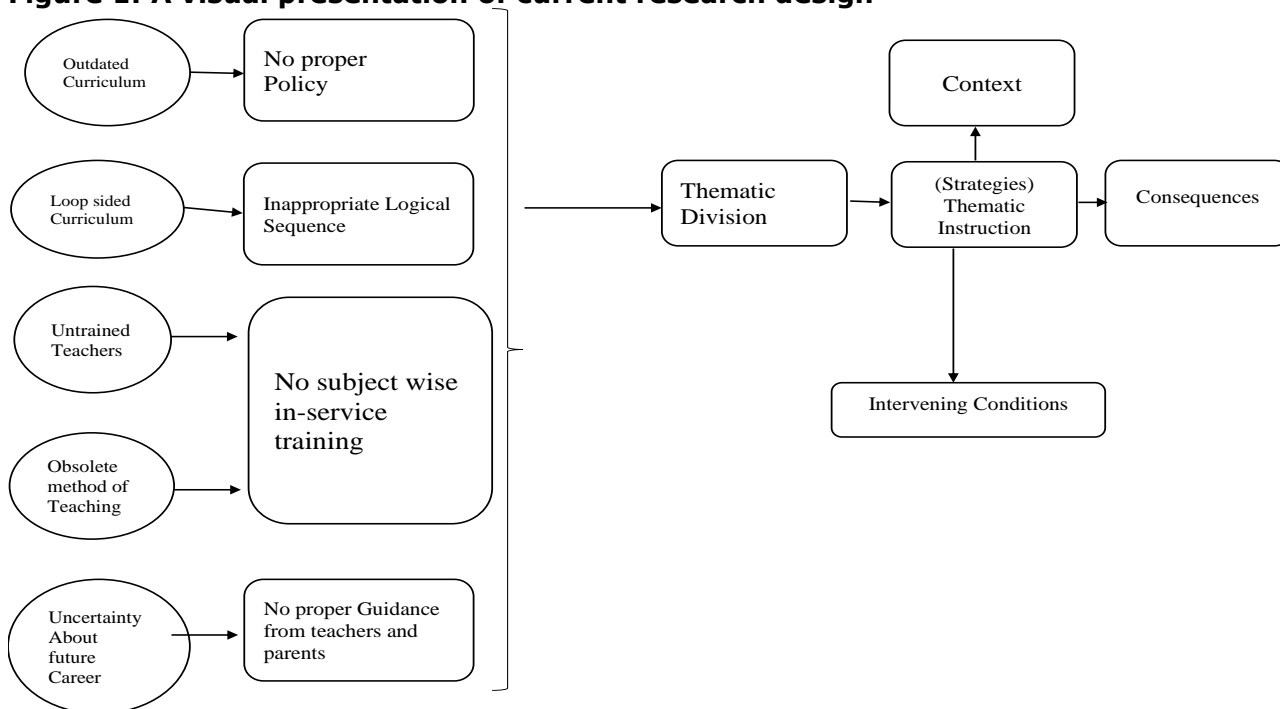 Figure 1: A visual presentation of current research design
Outdated
Curriculum
No proper
Policy
Loop sided
Curriculum
Inappropriate Logical
Sequence
Untrained
Teachers
No subject wise
in-service
training
Obsolete
method of
Teaching
Uncertainty
About
future
Career
No proper Guidance
from teachers and
parents
Thematic
Division
Context
(Strategies)
Thematic
Instruction
Consequences
Intervening Conditions